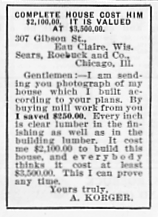 COMPLETE HOUSE COST HIM
$2,100.00. IT IS VALUED
AT $3,500.00.
307 Gibson St.,
Eau Claire, Wis.
Sears, Roebuck and Co.,
Chicago, Ill.
Gentlemen:—I am send-
ing you photograph of my
house which I built ac-
cording to your plans. By
buying mill work from you
I saved $250.00. Every inch
is clear lumber in the fin-
ishing as well as in the
building lumber. It cost
me $2,100.00 to build this
house, and everybody
thinks it cost at least
$3,500.00. This I can prove
any time.
Yours truly,
A. KORGER.